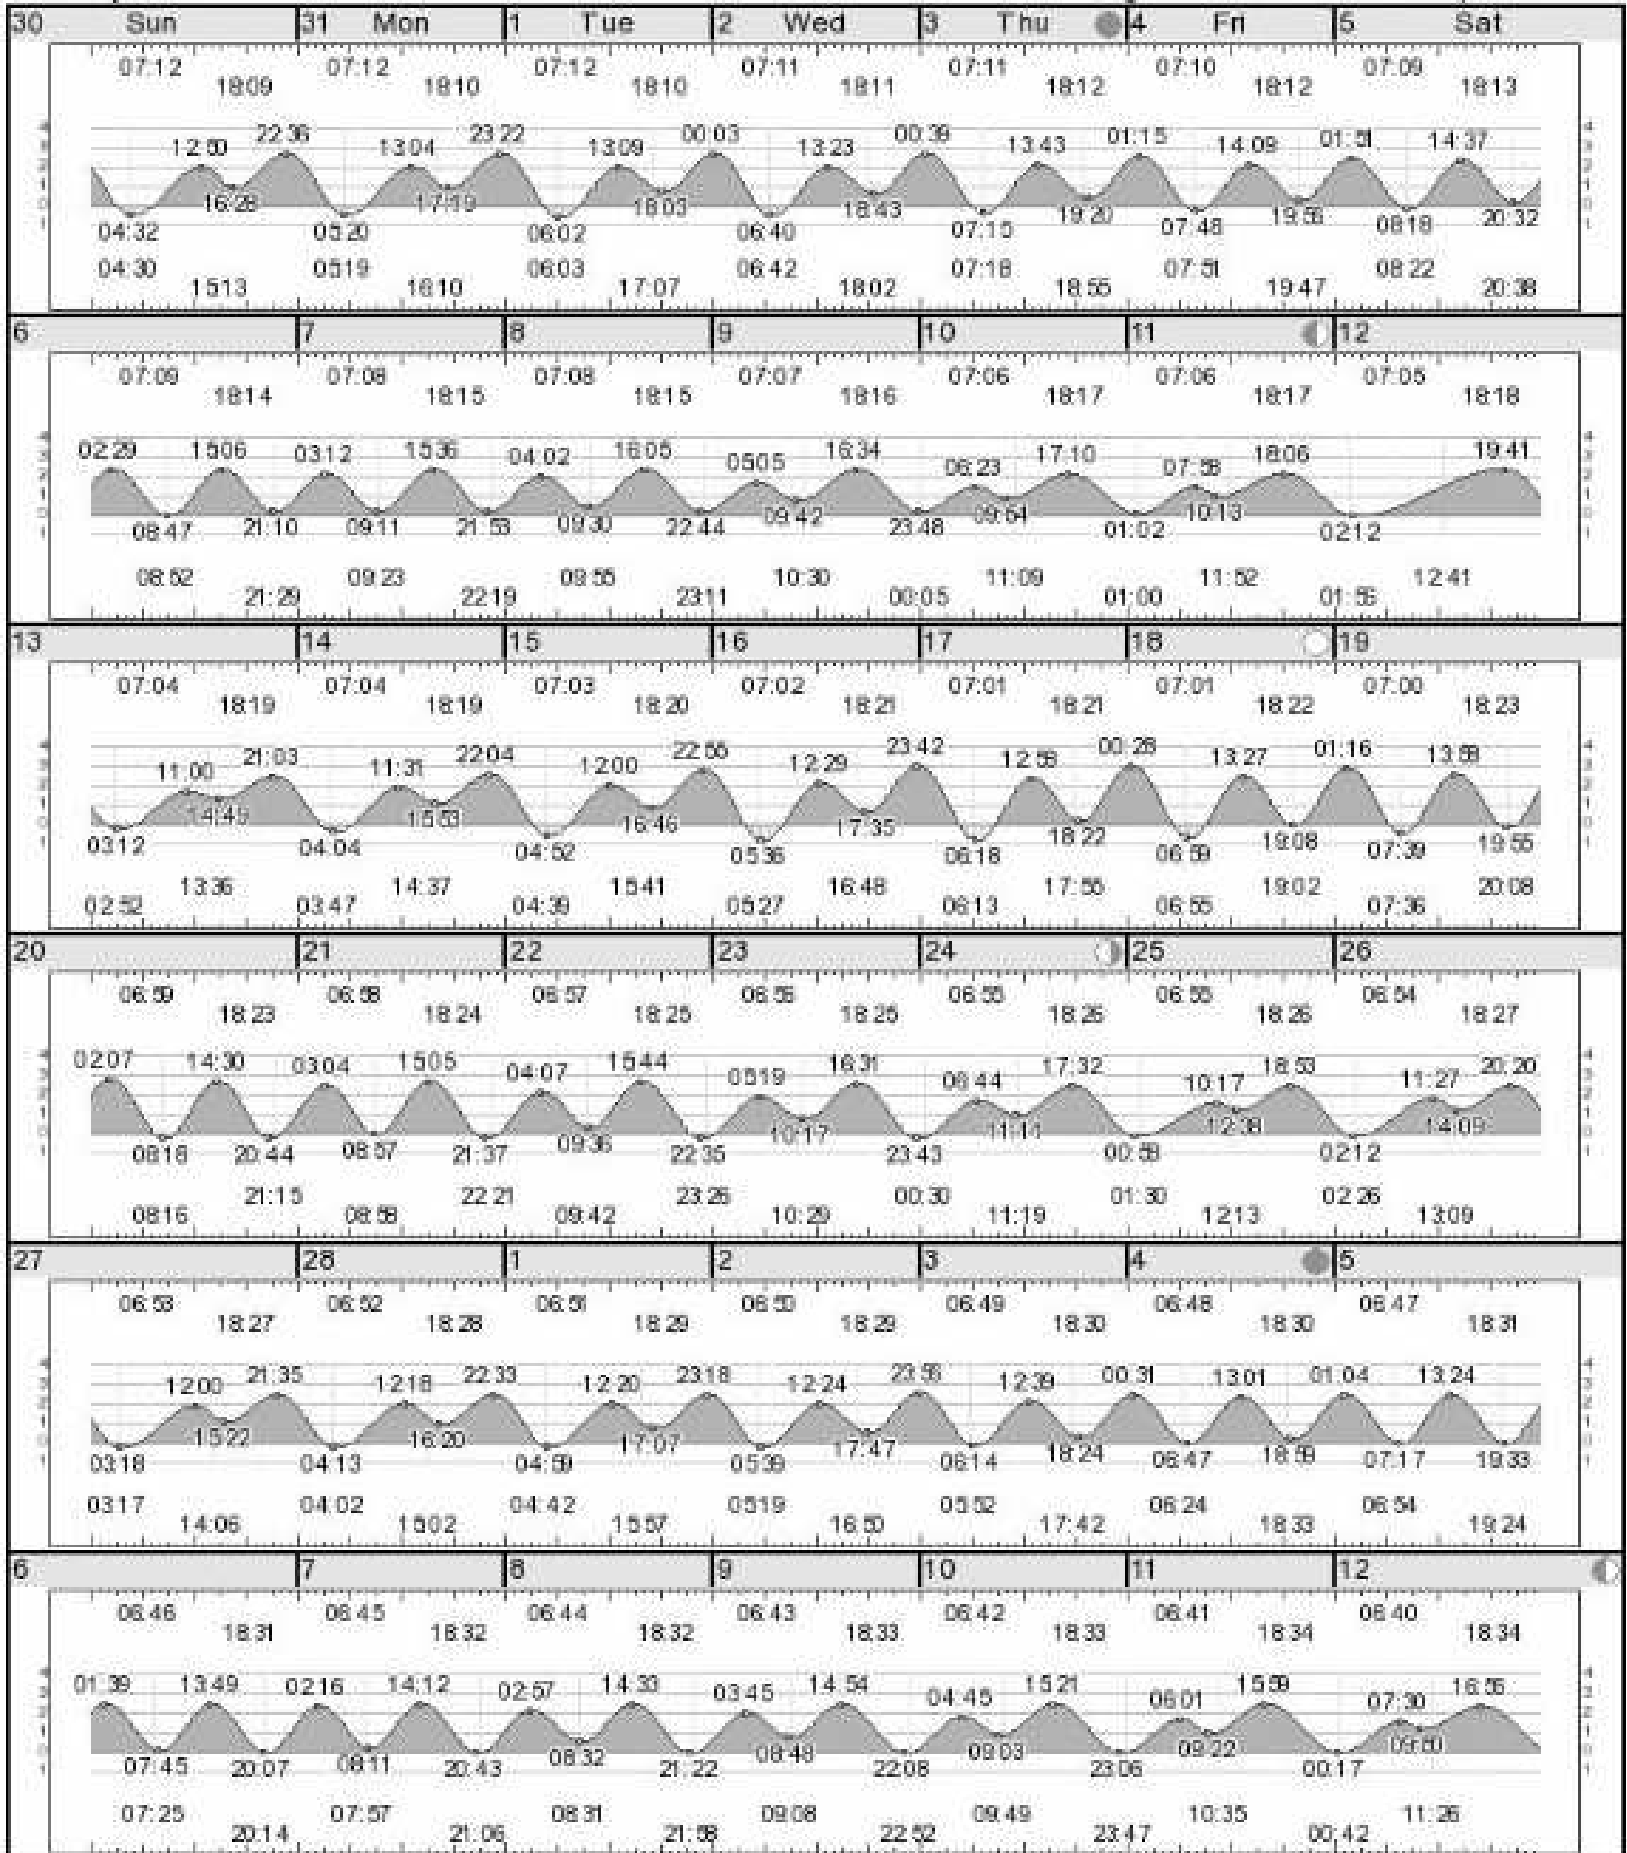 30 Sun 31 Mon 1 Tue 2 Wed 3 Thu 4 Fri 5 Sat
07:12 07:12 07:12 07:11 07:11 07:10 07:09
18:09 18:10 18:10 18:11 18:12 18:12 18:13
22:36 23:22 00:03 00:39 01:15 01:51 14:37
12:50 13:04 13:09 13:23 13:43 14:09
16:28 17:19 18:03 18:43 19:20 19:56 20:32
04:32 05:20 06:02 06:40 07:15 07:48 08:18
04:30 05:19 06:03 06:42 07:18 07:51 08:22
15:13 16:10 17:07 18:02 18:55 19:47 20:38
6 7 8 9 10 11 12
07:09 07:08 07:08 07:07 07:06 07:06 07:05
18:14 18:15 18:15 18:16 18:17 18:17 18:18
02:29 15:06 03:12 15:36 04:02 16:05 05:05 16:34 06:23 17:10 07:58 18:06 19:41
08:47 21:10 09:11 21:53 09:30 22:44 09:42 23:48 09:54 01:02 10:13 02:12
08:52 09:23 09:55 10:30 11:09 11:52 12:41
21:29 22:19 23:11 00:05 01:00 01:56
13 14 15 16 17 18 19
07:04 07:04 07:03 07:02 07:01 07:01 07:00
18:19 18:19 18:20 18:21 18:21 18:22 18:23
11:00 21:03 11:31 22:04 12:00 22:55 12:29 23:42 12:58 00:28 13:27 01:16 13:58
03:12 14:49 04:04 15:53 04:52 16:46 05:36 17:35 06:18 18:22 06:59 19:08 07:39 19:55
13:36 14:37 15:41 16:48 17:55 19:02 20:08
02:52 03:47 04:39 05:27 06:13 06:55 07:36
20 21 22 23 24 25 26
06:59 06:58 06:57 06:56 06:55 06:55 06:54
18:23 18:24 18:25 18:25 18:26 18:26 18:27
02:07 14:30 03:04 15:05 04:07 15:44 05:19 16:31 06:44 17:32 10:17 18:53 11:27 20:20
08:18 20:44 08:57 21:37 09:36 22:35 10:17 23:43 11:11 00:58 12:38 02:12 14:09
21:15 22:21 23:26 00:30 01:30 02:26
08:16 08:58 09:42 10:29 11:19 12:13 13:09
27 28 1 2 3 4 5
06:53 06:52 06:51 06:50 06:49 06:48 06:47
18:27 18:28 18:29 18:29 18:30 18:30 18:31
12:00 21:35 12:18 22:33 12:20 23:18 12:24 23:56 12:39 00:31 13:01 01:04 13:24
03:18 15:22 04:13 16:20 04:59 17:07 05:39 17:47 06:14 18:24 06:47 18:59 07:17 19:33
03:17 04:02 04:42 05:19 05:52 06:24 06:54
14:06 15:02 15:57 16:50 17:42 18:33 19:24
6 7 8 9 10 11 12
06:46 06:45 06:44 06:43 06:42 06:41 06:40
18:31 18:32 18:32 18:33 18:33 18:34 18:34
01:39 13:49 02:16 14:12 02:57 14:33 03:45 14:54 04:45 15:21 06:01 15:59 07:30 16:56
07:45 20:07 08:11 20:43 08:32 21:22 08:48 22:08 09:03 23:06 09:22 00:17 09:50
07:25 07:57 08:31 09:08 09:49 10:35 11:26
20:14 21:06 21:58 22:52 23:47 00:42